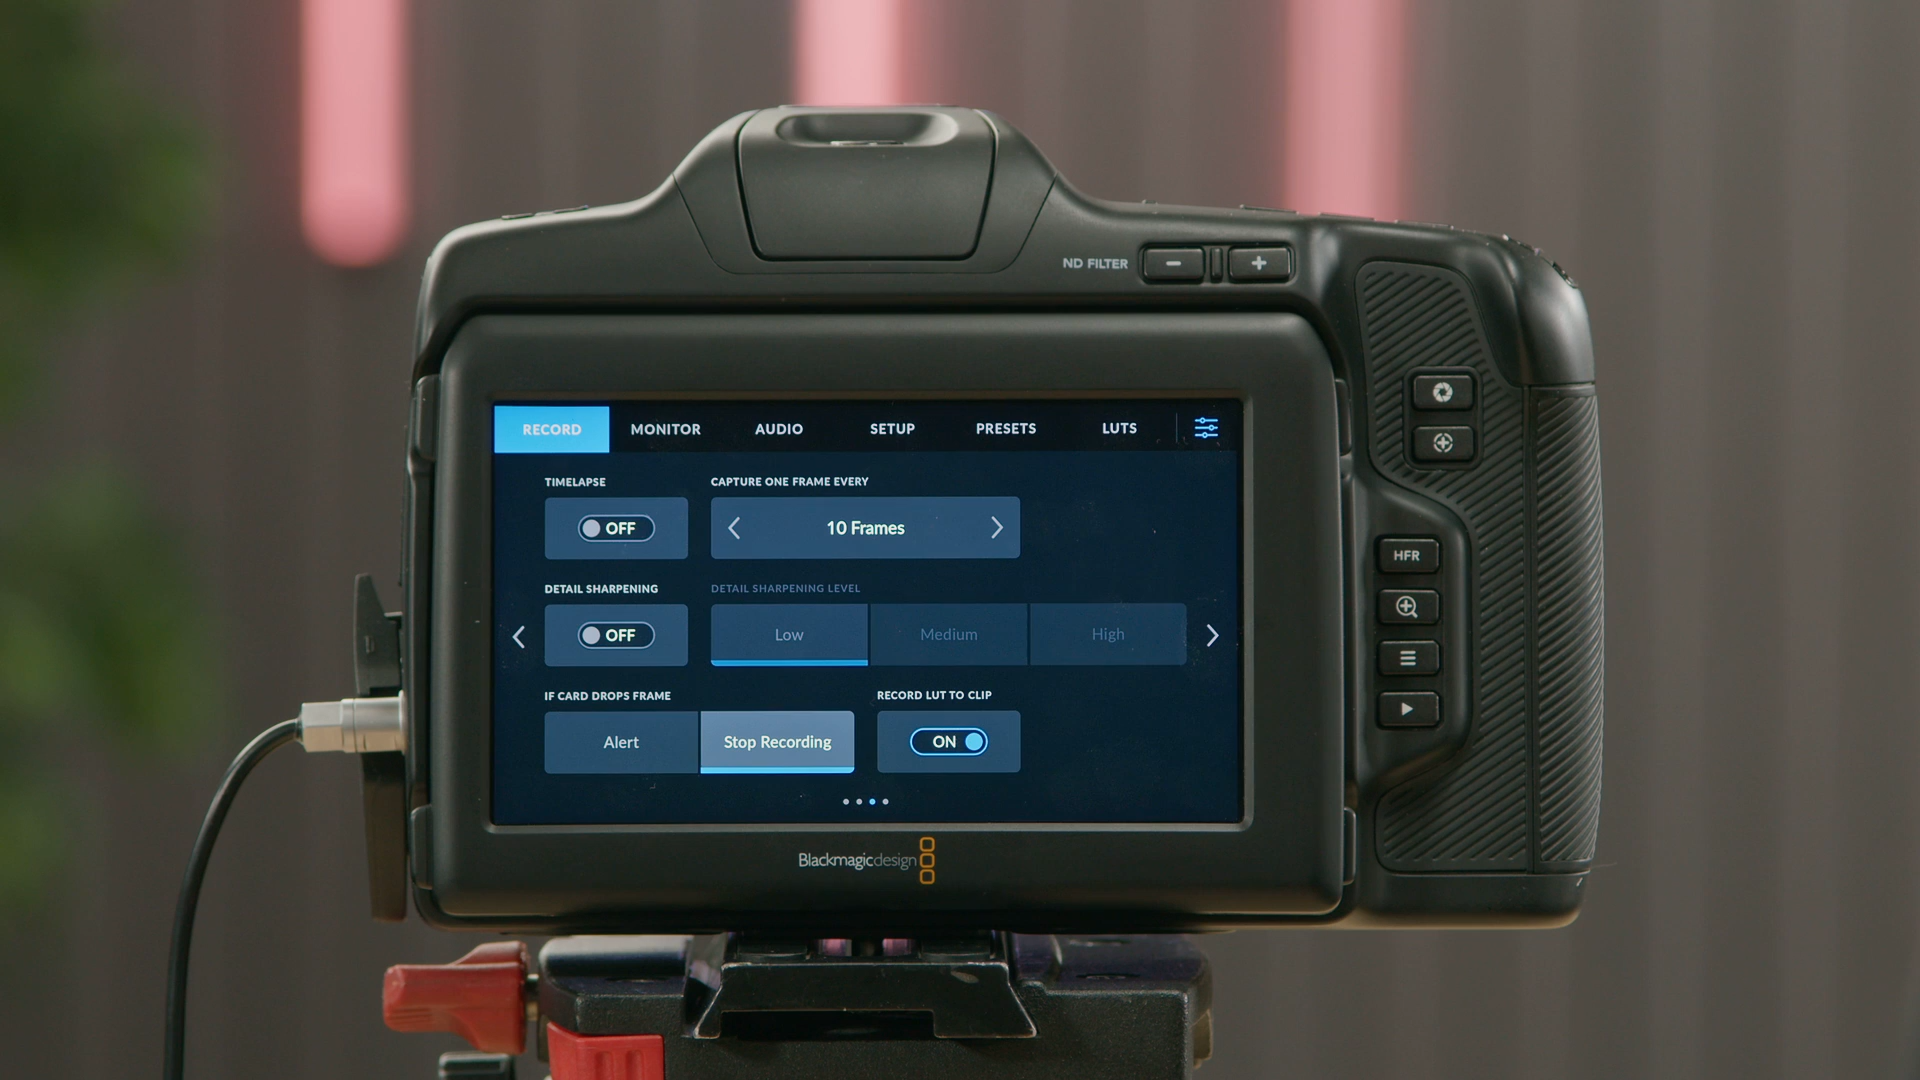 ND FILTER − +
RECORD MONITOR AUDIO SETUP PRESETS LUTS
TIMELAPSE CAPTURE ONE FRAME EVERY
OFF 10 Frames
HFR
DETAIL SHARPENING DETAIL SHARPENING LEVEL
OFF Low Medium High
IF CARD DROPS FRAME RECORD LUT TO CLIP
Alert Stop Recording ON
Blackmagicdesign